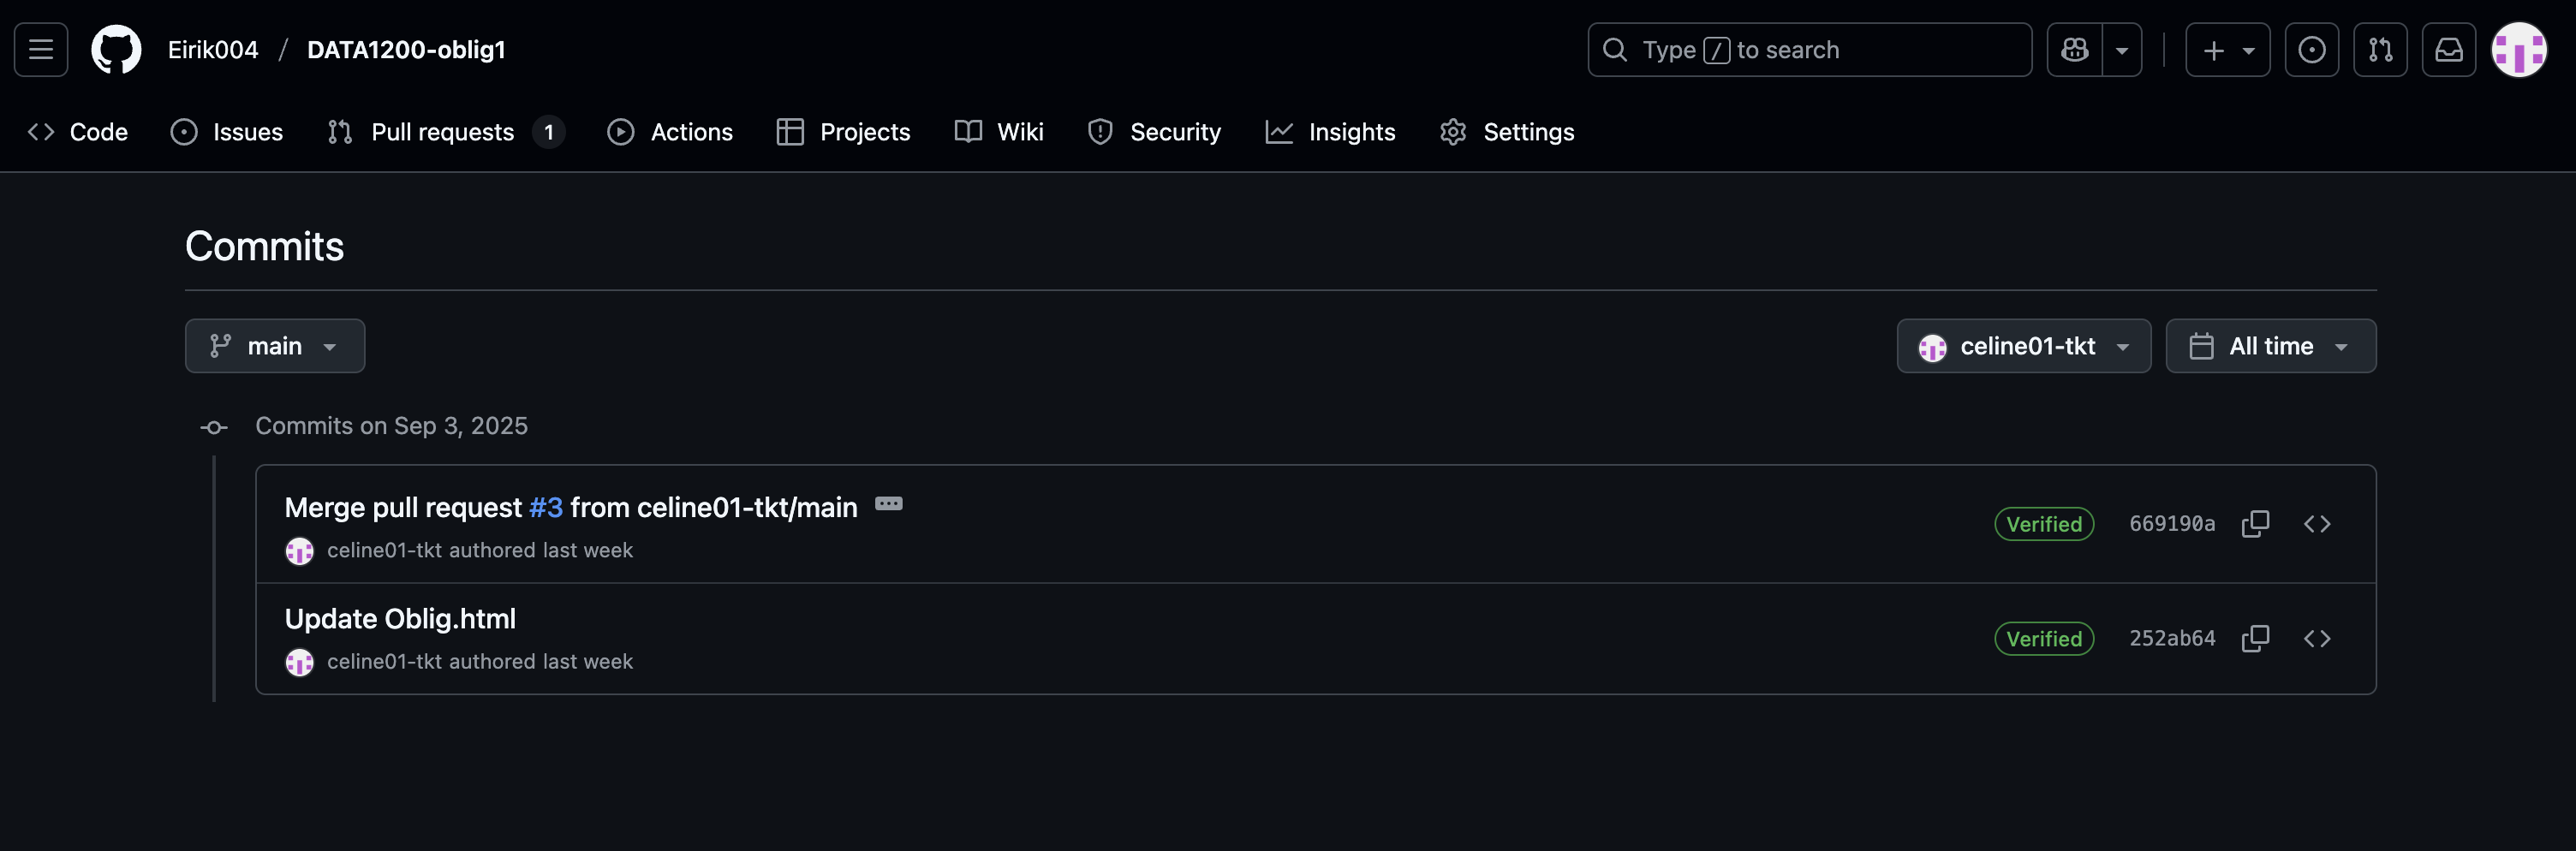 Eirik004 / DATA1200-oblig1
Type / to search
Code Issues Pull requests 1 Actions Projects Wiki Security Insights Settings
Commits
main celine01-tkt All time
Commits on Sep 3, 2025
Merge pull request #3 from celine01-tkt/main
Verified 669190a
celine01-tkt authored last week
Update Oblig.html
Verified 252ab64
celine01-tkt authored last week